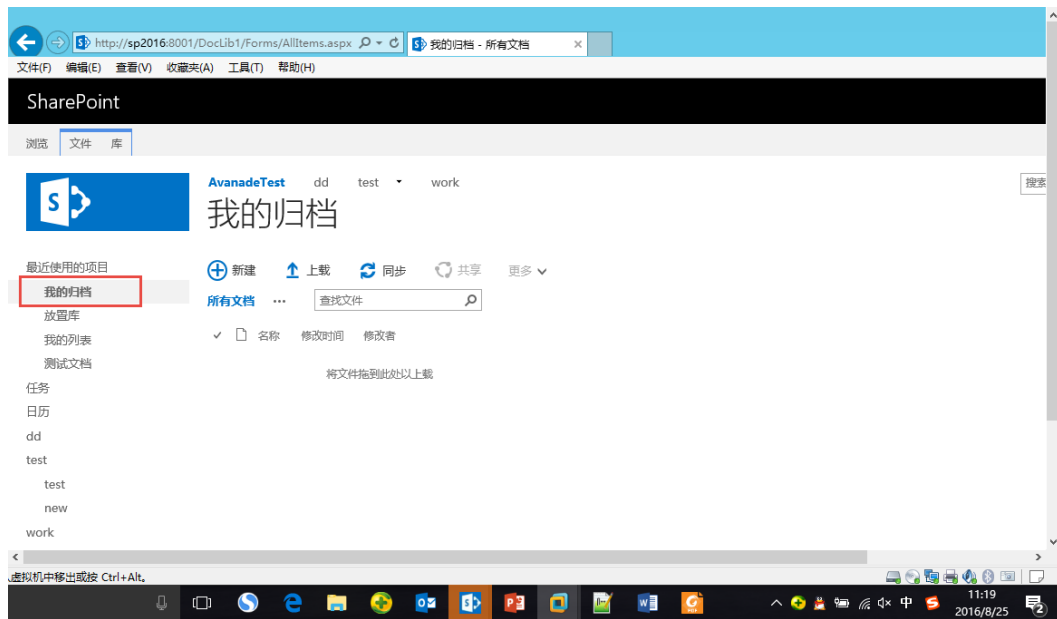 http://sp2016:8001/DocLib1/Forms/AllItems.aspx 我的归档 - 所有文档
文件(F) 编辑(E) 查看(V) 收藏夹(A) 工具(T) 帮助(H)
SharePoint
浏览 文件 库
AvanadeTest dd test work
搜索
我的归档
最近使用的项目
我的归档
放置库
我的列表
测试文档
任务
日历
dd
test
test
new
work
新建 上载 同步 共享 更多
所有文档 ... 查找文件
名称 修改时间 修改者
将文件拖到此处以上载
虚拟机中移出或按 Ctrl+Alt。
中
11:19
2016/8/25
2